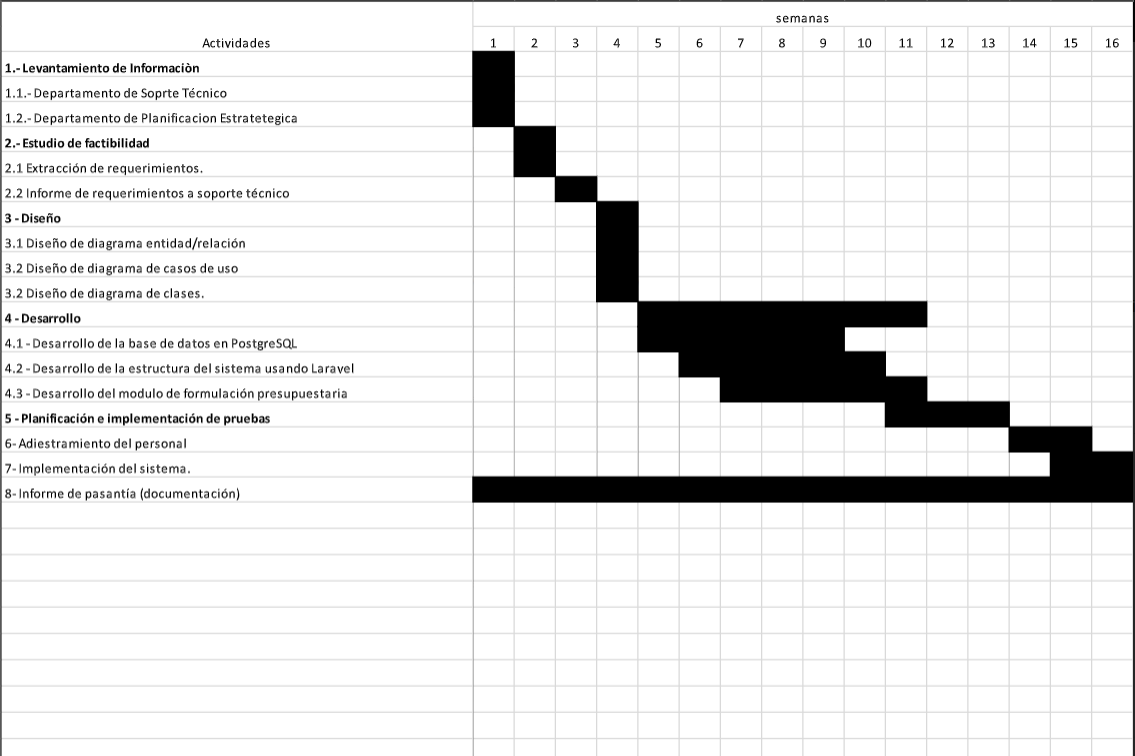 semanas
Actividades 1 2 3 4 5 6 7 8 9 10 11 12 13 14 15 16
1.- Levantamiento de Informaciòn
1.1.- Departamento de Soprte Técnico
1.2.- Departamento de Planificacion Estratetegica
2.- Estudio de factibilidad
2.1 Extracción de requerimientos.
2.2 Informe de requerimientos a soporte técnico
3 - Diseño
3.1 Diseño de diagrama entidad/relación
3.2 Diseño de diagrama de casos de uso
3.2 Diseño de diagrama de clases.
4 - Desarrollo
4.1 - Desarrollo de la base de datos en PostgreSQL
4.2 - Desarrollo de la estructura del sistema usando Laravel
4.3 - Desarrollo del modulo de formulación presupuestaria
5 - Planificación e implementación de pruebas
6- Adiestramiento del personal
7- Implementación del sistema.
8- Informe de pasantía (documentación)